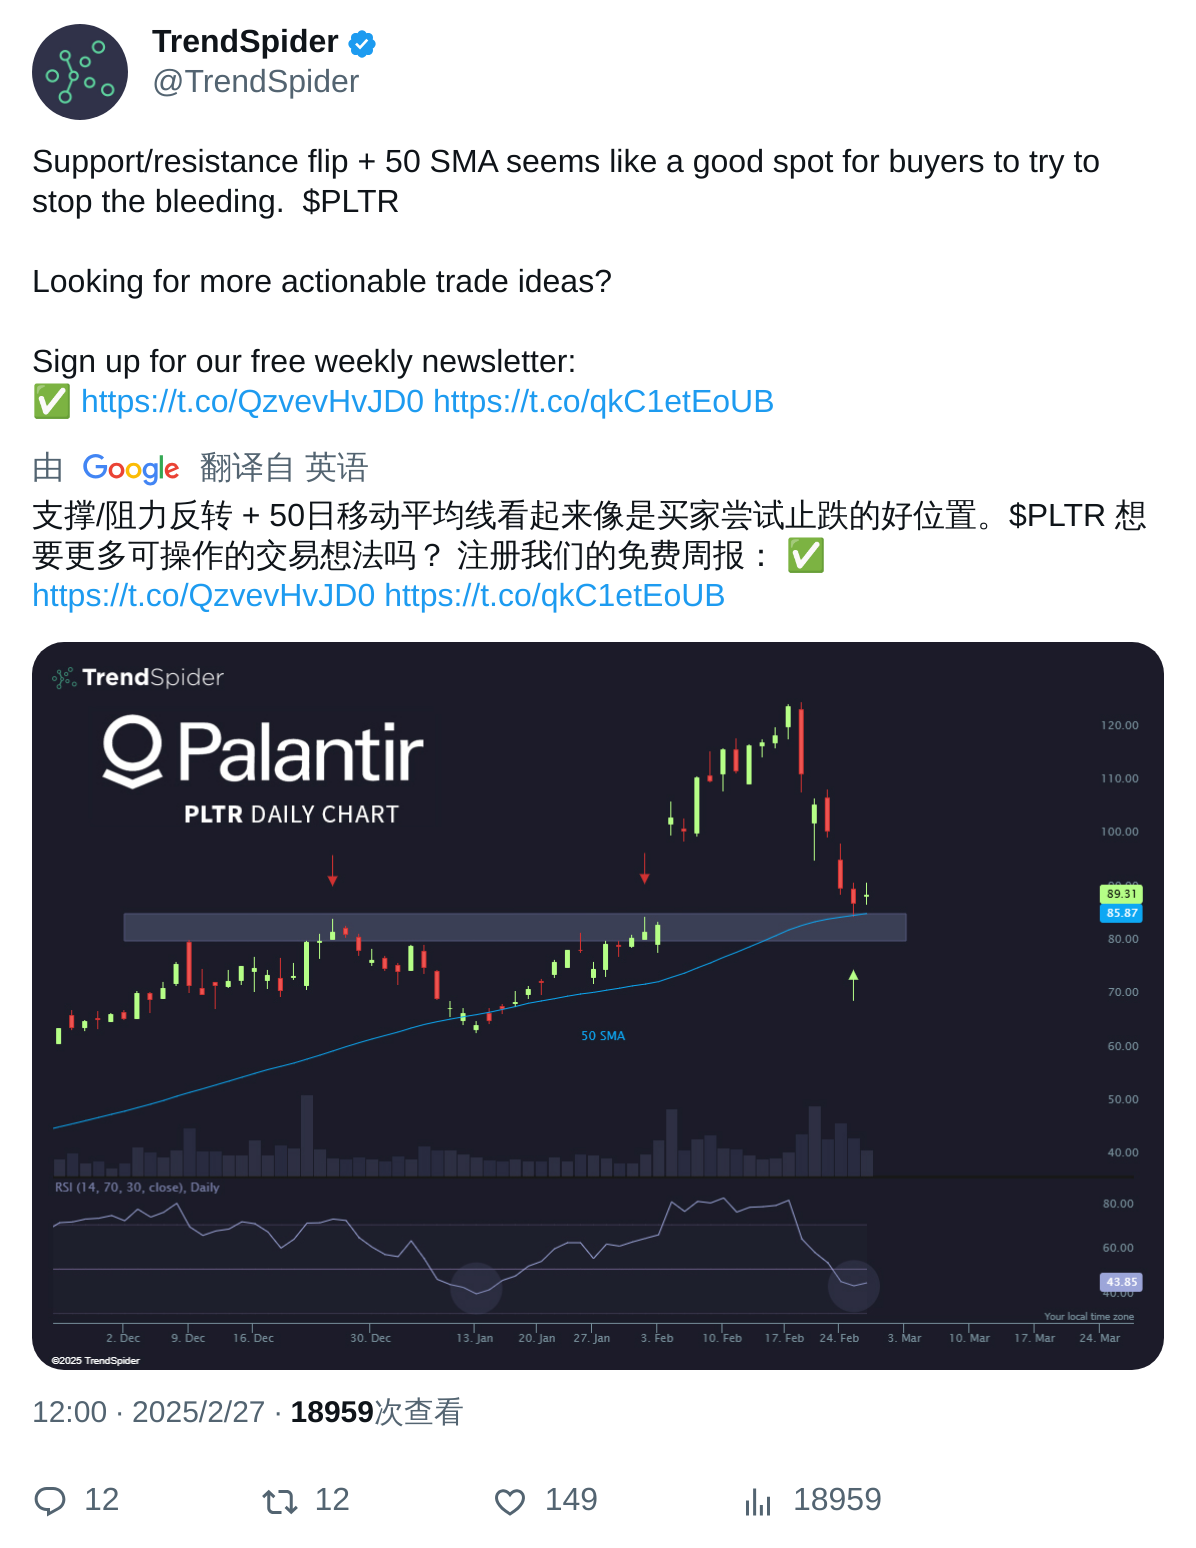 TrendSpider
@TrendSpider
Support/resistance flip + 50 SMA seems like a good spot for buyers to try to
stop the bleeding.  $PLTR
Looking for more actionable trade ideas?
Sign up for our free weekly newsletter:
✅ https://t.co/QzvevHvJD0 https://t.co/qkC1etEoUB
由 Google 翻译自 英语
支撑/阻力反转 + 50日移动平均线看起来像是买家尝试止跌的好位置。$PLTR 想
要更多可操作的交易想法吗？ 注册我们的免费周报： ✅
https://t.co/QzvevHvJD0 https://t.co/qkC1etEoUB
TrendSpider
Palantir
PLTR DAILY CHART
120.00
110.00
100.00
89.31
85.87
80.00
70.00
50 SMA
60.00
50.00
40.00
RSI (14, 70, 30, close), Daily
80.00
60.00
43.85
40.00
Your local time zone
2. Dec 9. Dec 16. Dec 30. Dec 13. Jan 20. Jan 27. Jan 3. Feb 10. Feb 17. Feb 24. Feb 3. Mar 10. Mar 17. Mar 24. Mar
©2025 TrendSpider
12:00 · 2025/2/27 · 18959次查看
12 12 149 18959